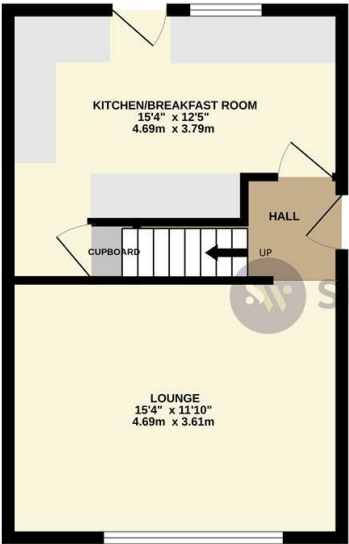 KITCHEN/BREAKFAST ROOM
15'4" x 12'5"
4.69m x 3.79m
HALL
CUPBOARD
UP
LOUNGE
15'4" x 11'10"
4.69m x 3.61m